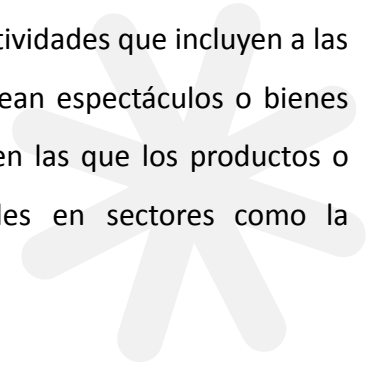 tividades que incluyen a las
ean espectáculos o bienes
en las que los productos o
les en sectores como la